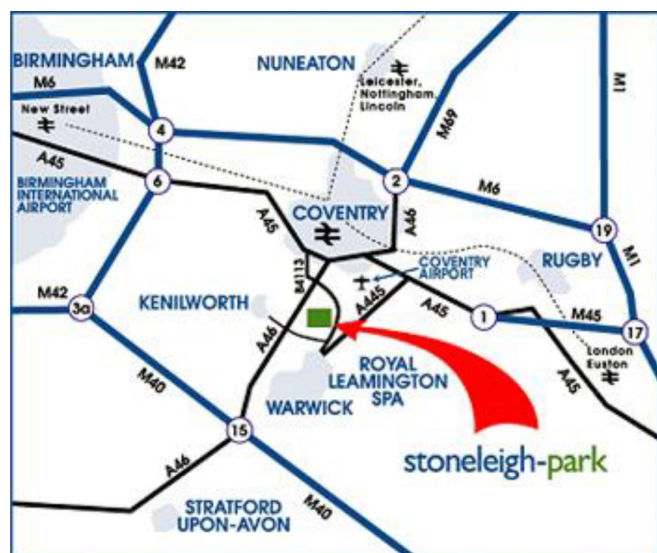 BIRMINGHAM
M42
NUNEATON
Leicester,
Nottingham,
Lincoln
M1
M6
New Street
4
M69
A45
BIRMINGHAM
INTERNATIONAL
AIRPORT
6
2
M6
A45
COVENTRY
A46
19
M1
RUGBY
COVENTRY
AIRPORT
B4113
M42
3a
KENILWORTH
A445
A45
1
M45
17
A46
London
Euston
A45
ROYAL
LEAMINGTON
SPA
M40
WARWICK
15
stoneleigh-park
A46
M40
STRATFORD
UPON-AVON